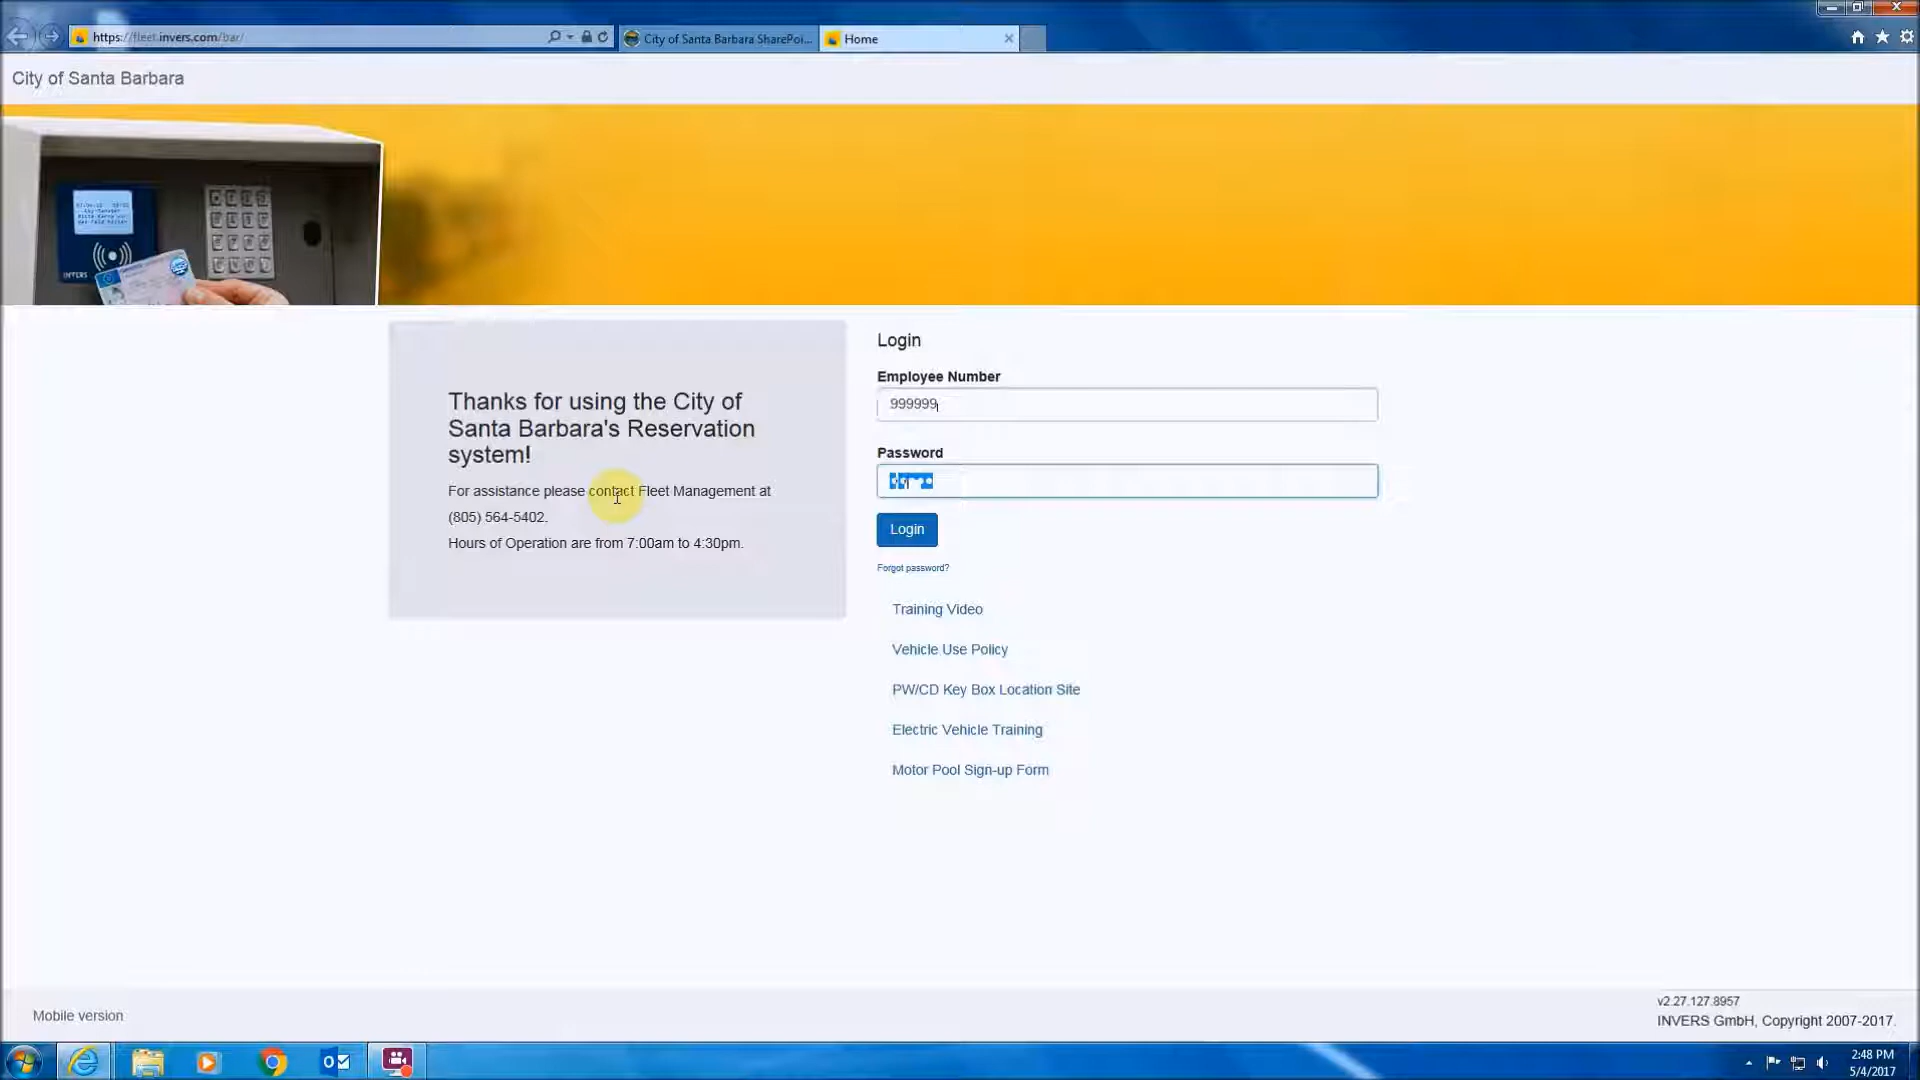 https://fleet.invers.com/bar/
City of Santa Barbara SharePoi...
Home
City of Santa Barbara
INVERS
Login
Employee Number
999999
Thanks for using the City of
Santa Barbara's Reservation
system!
For assistance please contact Fleet Management at
(805) 564-5402.
Hours of Operation are from 7:00am to 4:30pm.
Password
Login
Forgot password?
Training Video
Vehicle Use Policy
PW/CD Key Box Location Site
Electric Vehicle Training
Motor Pool Sign-up Form
Mobile version
v2.27.127.8957
INVERS GmbH, Copyright 2007-2017.
2:48 PM
5/4/2017